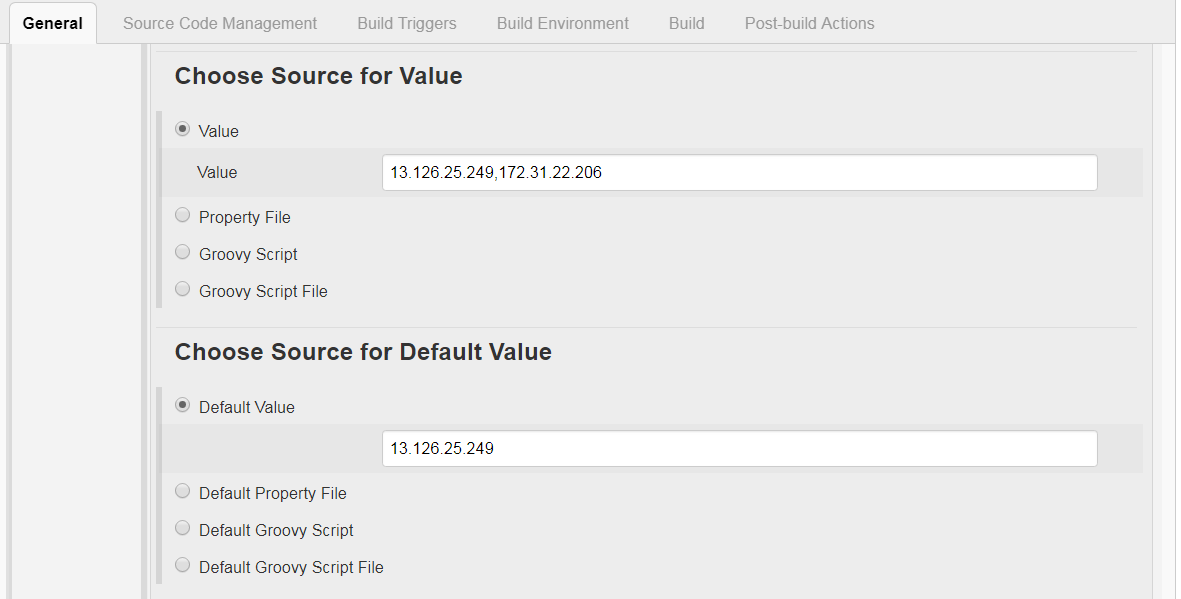 General Source Code Management Build Triggers Build Environment Build Post-build Actions
Choose Source for Value
Value
Value 13.126.25.249,172.31.22.206
Property File
Groovy Script
Groovy Script File
Choose Source for Default Value
Default Value
13.126.25.249
Default Property File
Default Groovy Script
Default Groovy Script File